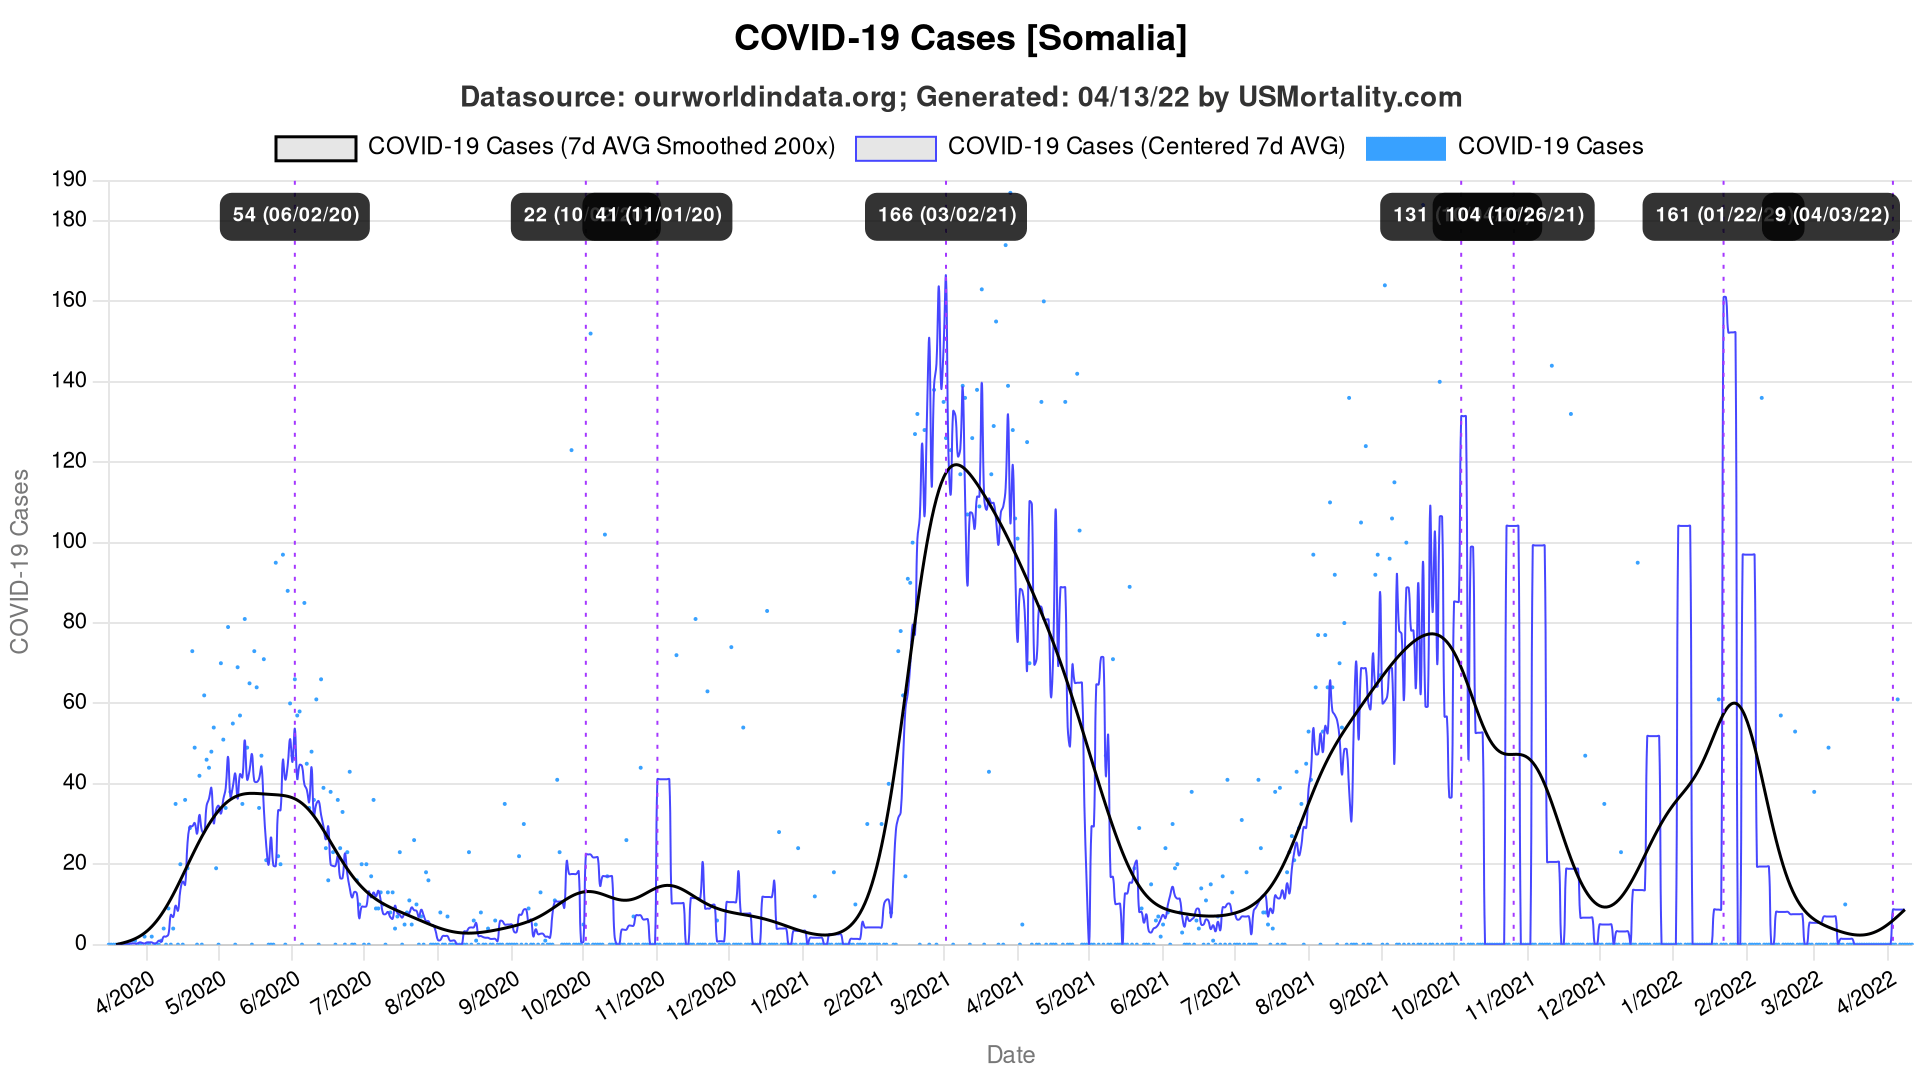 COVID-19 Cases [Somalia]
Datasource: ourworldindata.org; Generated: 04/13/22 by USMortality.com
COVID-19 Cases (7d AVG Smoothed 200x) COVID-19 Cases (Centered 7d AVG) COVID-19 Cases
54 (06/02/20) 22 (10/ 41 (11/01/20) 166 (03/02/21) 131 104 (10/26/21) 161 (01/22/ 9 (04/03/22)
190
180
160
140
120
100
80
60
40
20
0
COVID-19 Cases
4/2020 5/2020 6/2020 7/2020 8/2020 9/2020 10/2020 11/2020 12/2020 1/2021 2/2021 3/2021 4/2021 5/2021 6/2021 7/2021 8/2021 9/2021 10/2021 11/2021 12/2021 1/2022 2/2022 3/2022 4/2022
Date